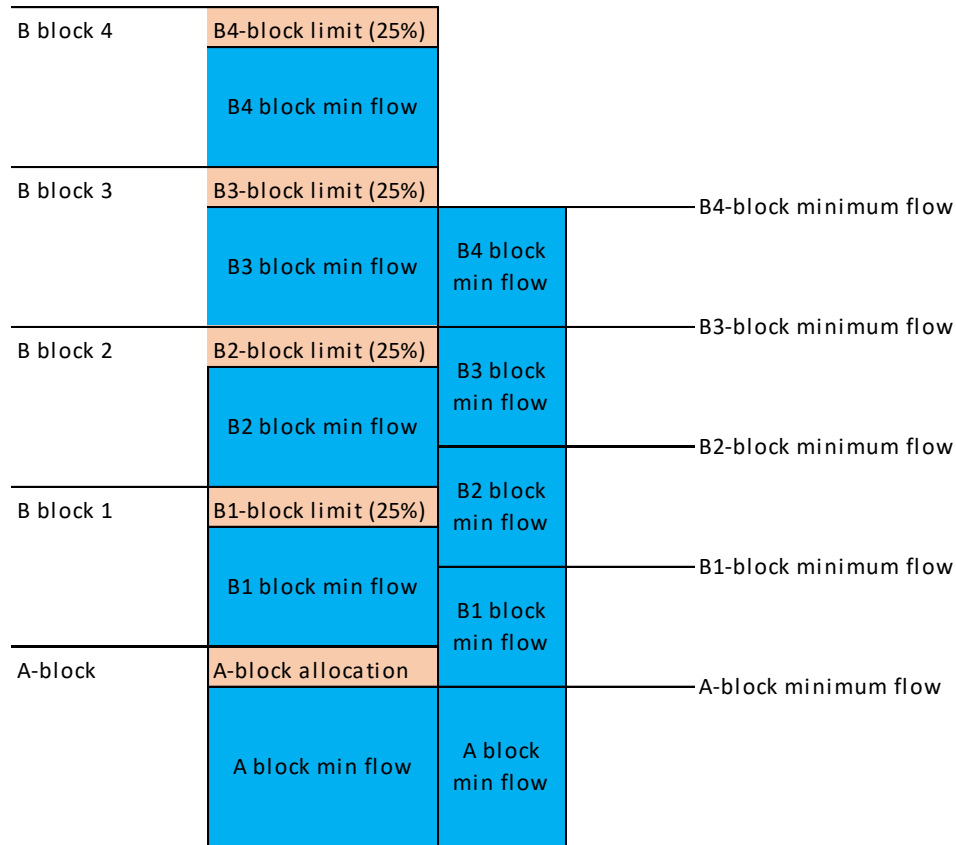 B block 4
B4-block limit (25%)
B4 block min flow
B block 3
B3-block limit (25%)
B4-block minimum flow
B3 block min flow
B4 block
min flow
B3-block minimum flow
B block 2
B2-block limit (25%)
B3 block
min flow
B2 block min flow
B2-block minimum flow
B block 1
B1-block limit (25%)
B2 block
min flow
B1-block minimum flow
B1 block min flow
B1 block
min flow
A-block
A-block allocation
A-block minimum flow
A block min flow
A block
min flow